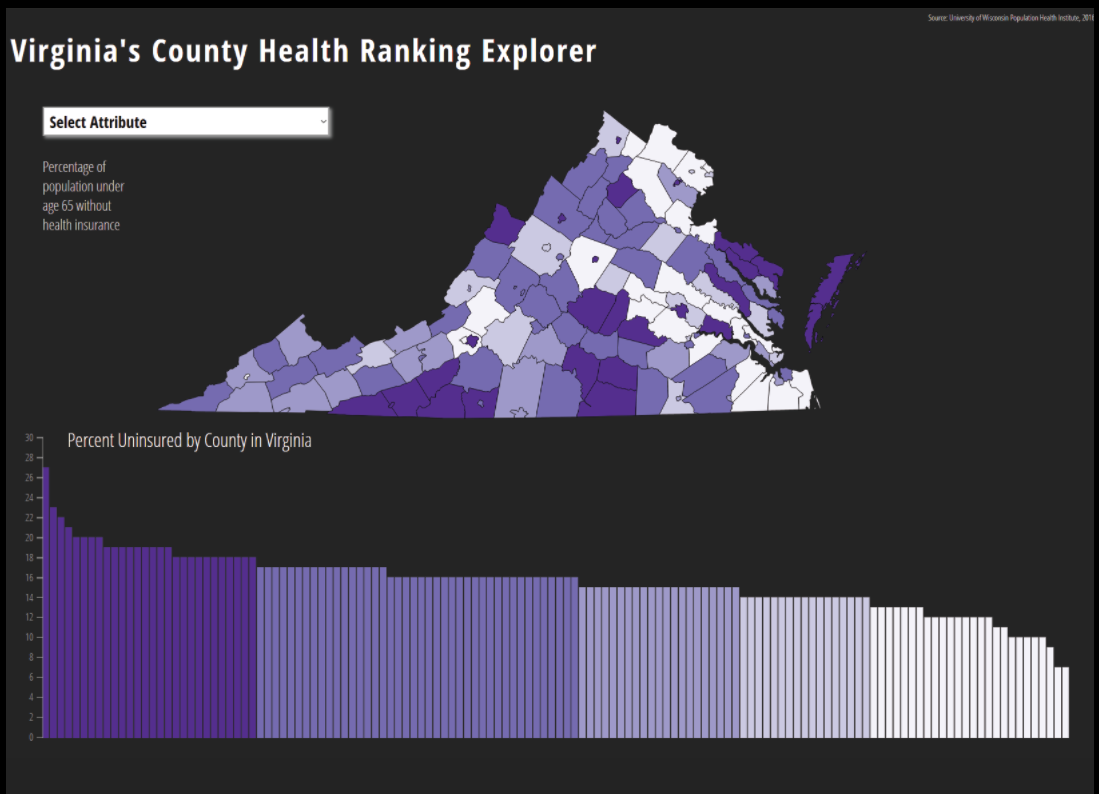 Source: University of Wisconsin Population Health Institute, 2016
Virginia's County Health Ranking Explorer
Select Attribute
Percentage of
population under
age 65 without
health insurance
Percent Uninsured by County in Virginia
30
28
26
24
22
20
18
16
14
12
10
8
6
4
2
0